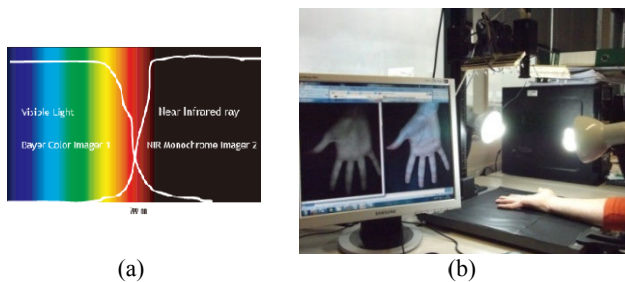 Visible Light
Near Infrared ray
Bayer Color Imager 1
NIR Monochrome Imager 2
SAMSUNG
(a)
(b)